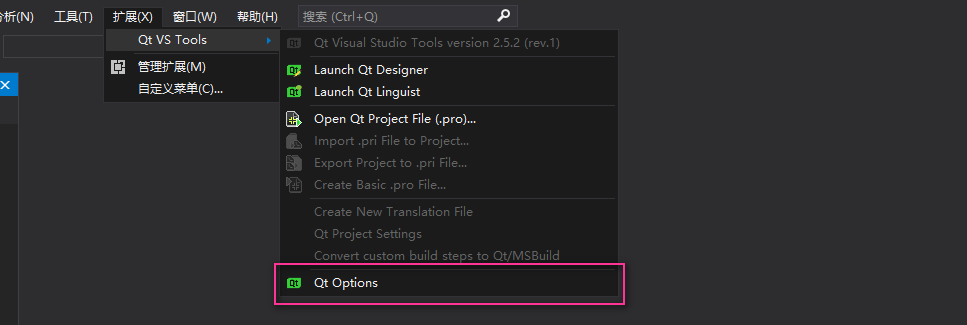 分析(N) 工具(T) 扩展(X) 窗口(W) 帮助(H) 搜索 (Ctrl+Q)
Qt VS Tools
管理扩展(M)
自定义菜单(C)...
Qt Visual Studio Tools version 2.5.2 (rev.1)
Launch Qt Designer
Launch Qt Linguist
Open Qt Project File (.pro)...
Import .pri File to Project...
Export Project to .pri File...
Create Basic .pro File...
Create New Translation File
Qt Project Settings
Convert custom build steps to Qt/MSBuild
Qt Options